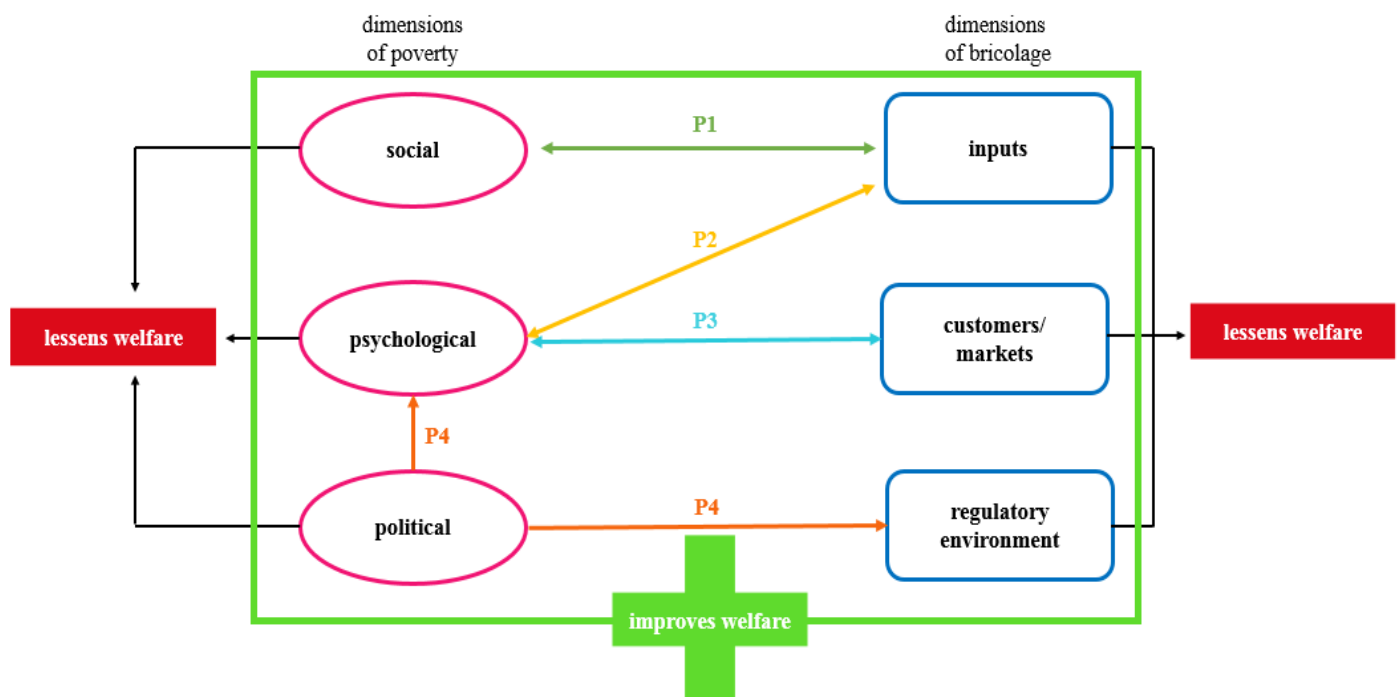 dimensions
of poverty
dimensions
of bricolage
social
P1
inputs
P2
lessens welfare
psychological
P3
customers/
markets
lessens welfare
P4
political
P4
regulatory
environment
improves welfare